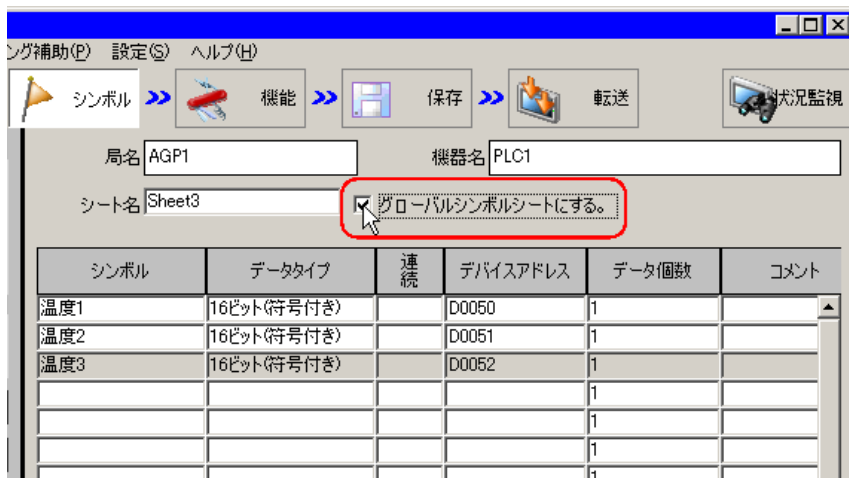 ング補助(P) 設定(S) ヘルプ(H)
シンボル >> 機能 >> 保存 >> 転送 状況監視
局名 AGP1 機器名 PLC1
シート名 Sheet3 グローバルシンボルシートにする。
シンボル データタイプ 連続 デバイスアドレス データ個数 コメント
温度1 16ビット(符号付き) D0050 1
温度2 16ビット(符号付き) D0051 1
温度3 16ビット(符号付き) D0052 1
1
1
1
1